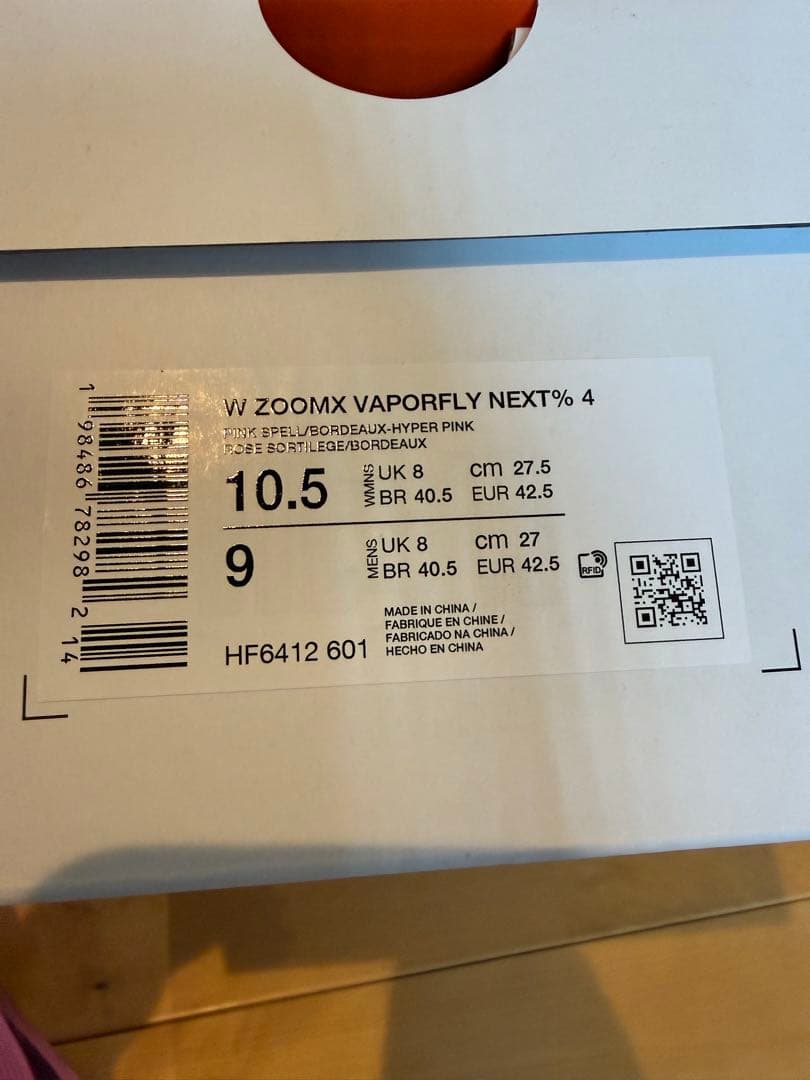 W ZOOMX VAPORFLY NEXT% 4
PINK SPELL/BORDEAUX-HYPER PINK
ROSE SORTILEGE/BORDEAUX
10.5
WMNS
UK 8 cm 27.5
BR 40.5 EUR 42.5
9
MENS
UK 8 cm 27
BR 40.5 EUR 42.5
RFID
HF6412 601
MADE IN CHINA /
FABRIQUE EN CHINE /
FABRICADO NA CHINA /
HECHO EN CHINA
1 98486 78298 2 14